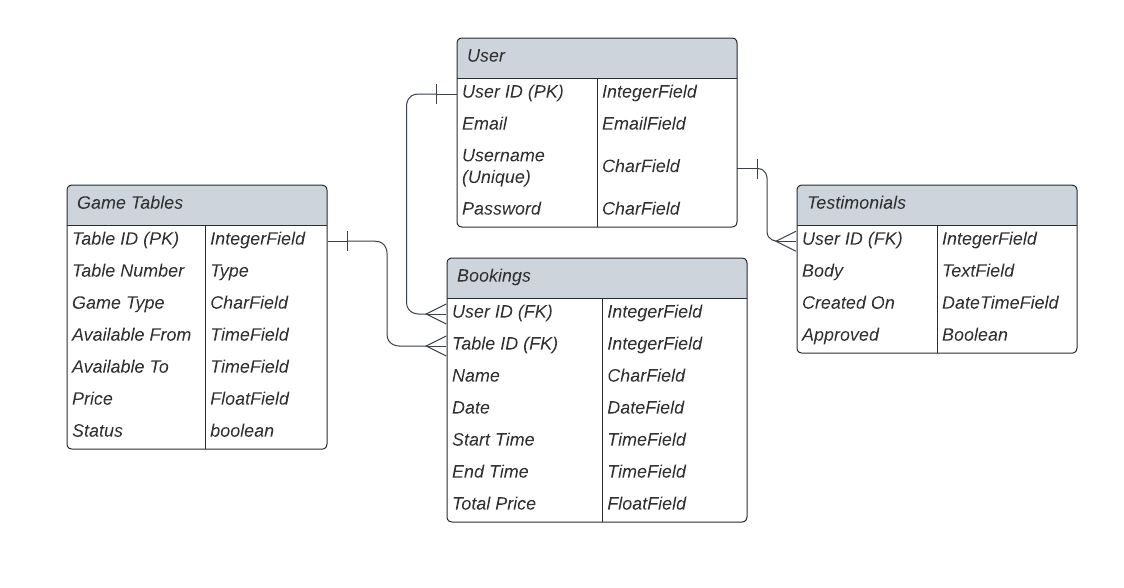 User
User ID (PK) IntegerField
Email EmailField
Username
(Unique) CharField
Password CharField
Game Tables
Table ID (PK) IntegerField
Table Number Type
Game Type CharField
Available From TimeField
Available To TimeField
Price FloatField
Status boolean
Bookings
User ID (FK) IntegerField
Table ID (FK) IntegerField
Name CharField
Date DateField
Start Time TimeField
End Time TimeField
Total Price FloatField
Testimonials
User ID (FK) IntegerField
Body TextField
Created On DateTimeField
Approved Boolean